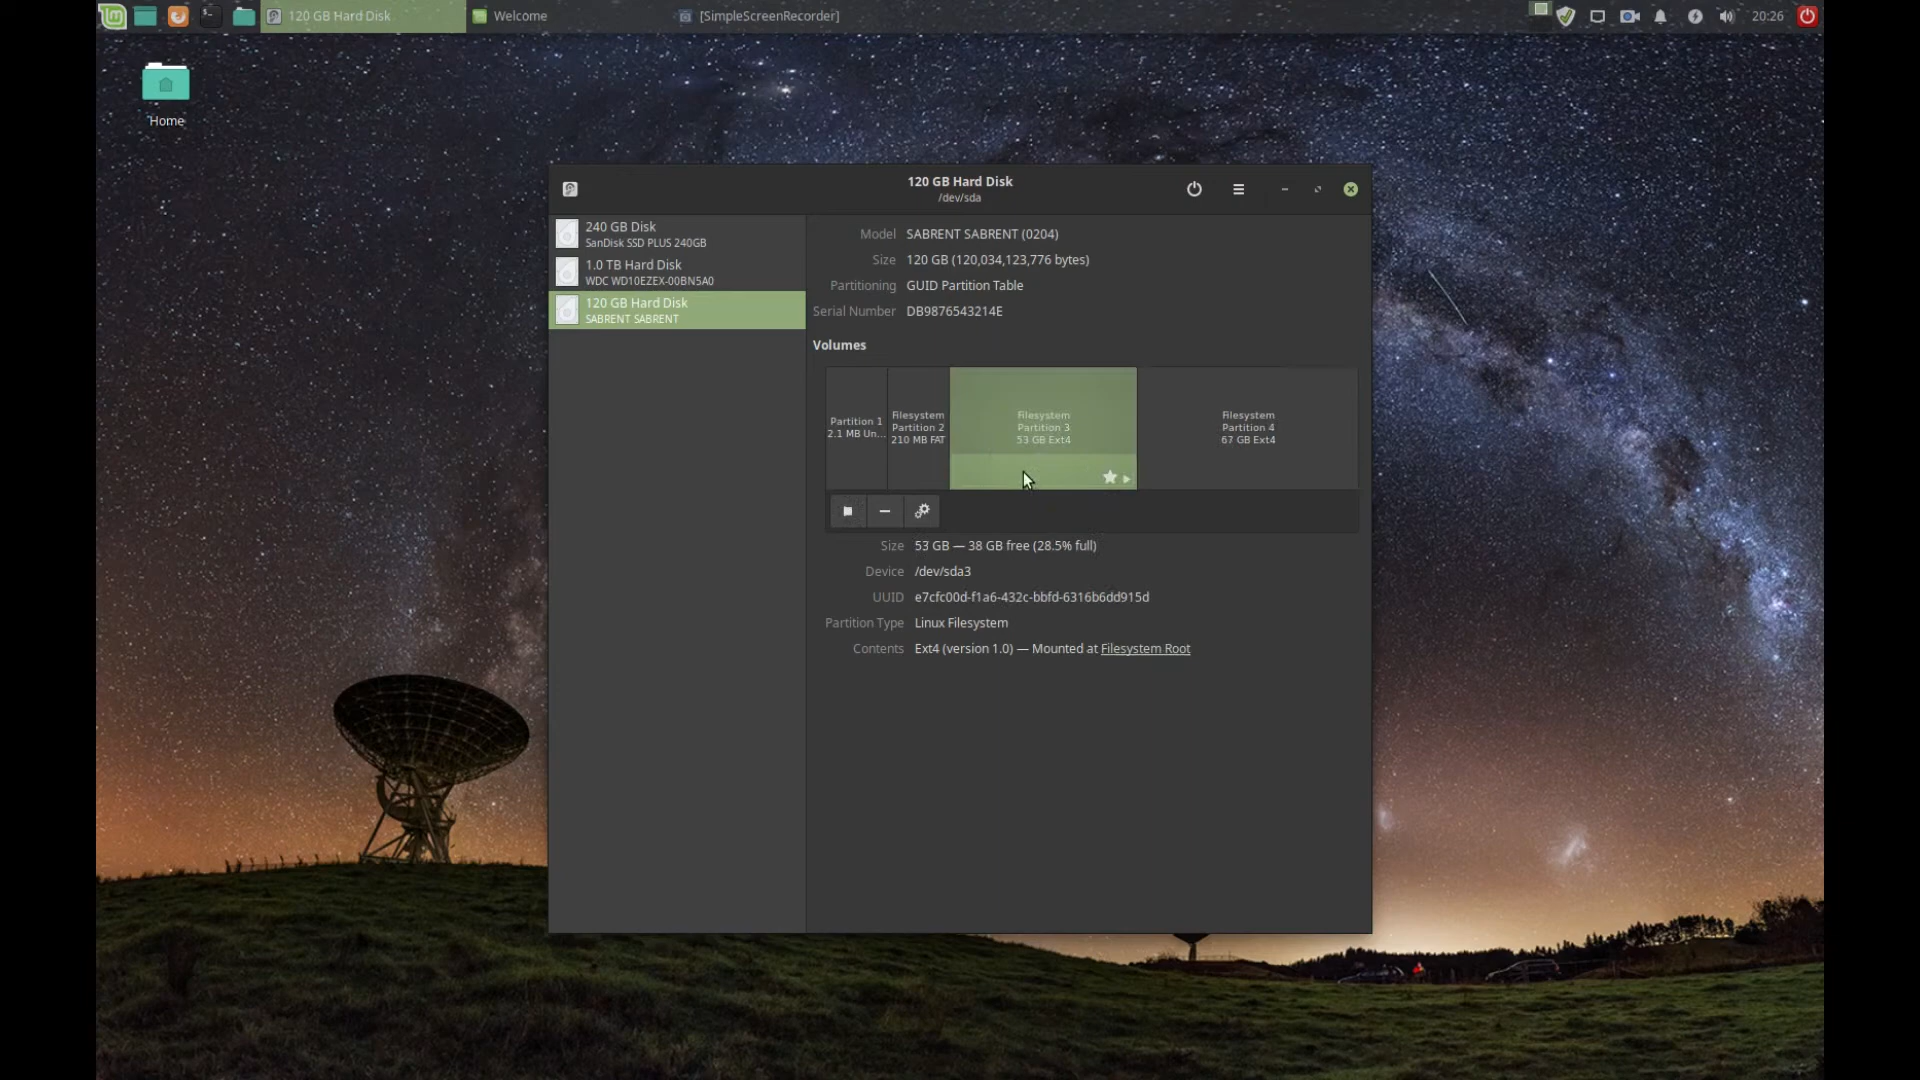 120 GB Hard Disk
Welcome
[SimpleScreenRecorder]
20:26
Home
120 GB Hard Disk
/dev/sda
240 GB Disk
SanDisk SSD PLUS 240GB
1.0 TB Hard Disk
WDC WD10EZEX-00BN5A0
120 GB Hard Disk
SABRENT SABRENT
Model SABRENT SABRENT (0204)
Size 120 GB (120,034,123,776 bytes)
Partitioning GUID Partition Table
Serial Number DB9876543214E
Volumes
Partition 1
2.1 MB Un...
Filesystem
Partition 2
210 MB FAT
Filesystem
Partition 3
53 GB Ext4
Filesystem
Partition 4
67 GB Ext4
Size 53 GB — 38 GB free (28.5% full)
Device /dev/sda3
UUID e7cfc00d-f1a6-432c-bbfd-6316b6dd915d
Partition Type Linux Filesystem
Contents Ext4 (version 1.0) — Mounted at Filesystem Root